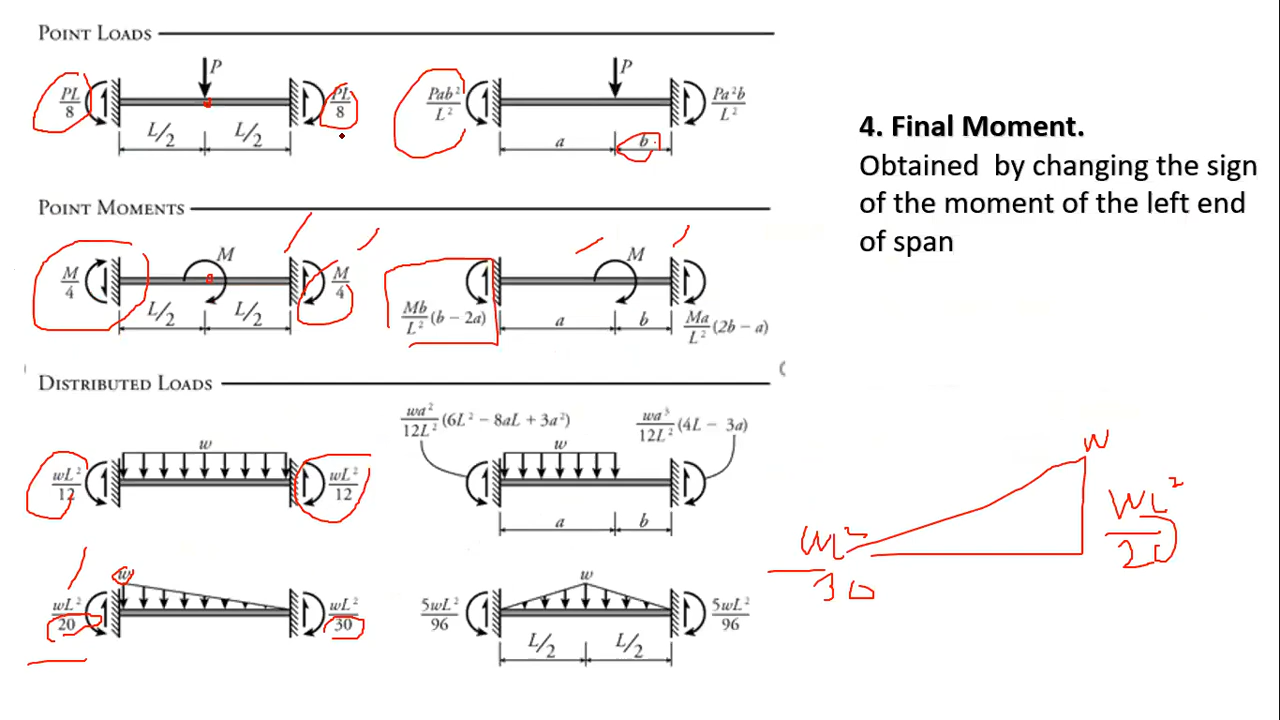 POINT LOADS
P
PL/8
PL/8
L/2
L/2
P
Pab²/L²
Pa²b/L²
a
b
POINT MOMENTS
M
M/4
M/4
L/2
L/2
M
Mb/L² (b – 2a)
Ma/L² (2b – a)
a
b
DISTRIBUTED LOADS
w
wL²/12
wL²/12
wa²/12L² (6L² – 8aL + 3a²)
wa³/12L² (4L – 3a)
w
a
b
w
wL²/20
wL²/30
w
5wL²/96
5wL²/96
L/2
L/2
4. Final Moment.
Obtained by changing the sign
of the moment of the left end
of span
W
WL²/30
WL²/20